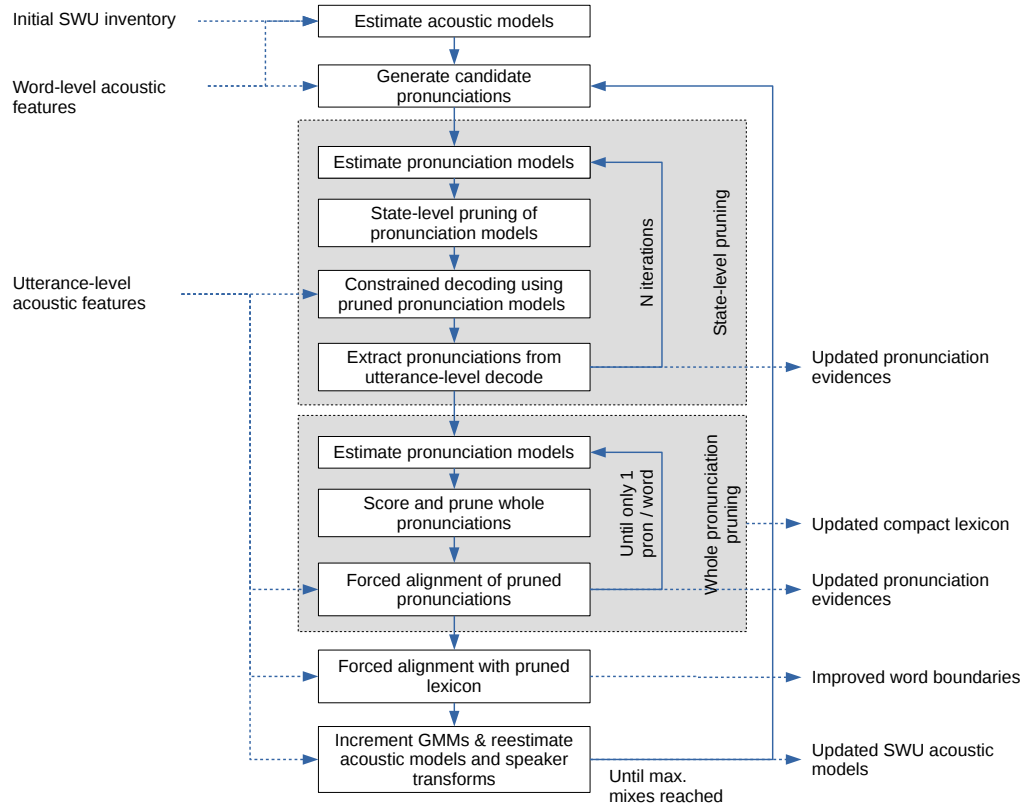 Initial SWU inventory
Estimate acoustic models
Word-level acoustic
features
Generate candidate
pronunciations
Estimate pronunciation models
State-level pruning of
pronunciation models
Utterance-level
acoustic features
Constrained decoding using
pruned pronunciation models
Extract pronunciations from
utterance-level decode
N iterations
State-level pruning
Updated pronunciation
evidences
Estimate pronunciation models
Score and prune whole
pronunciations
Forced alignment of pruned
pronunciations
Until only 1
pron / word
Whole pronunciation
pruning
Updated compact lexicon
Updated pronunciation
evidences
Forced alignment with pruned
lexicon
Improved word boundaries
Increment GMMs & reestimate
acoustic models and speaker
transforms
Until max.
mixes reached
Updated SWU acoustic
models